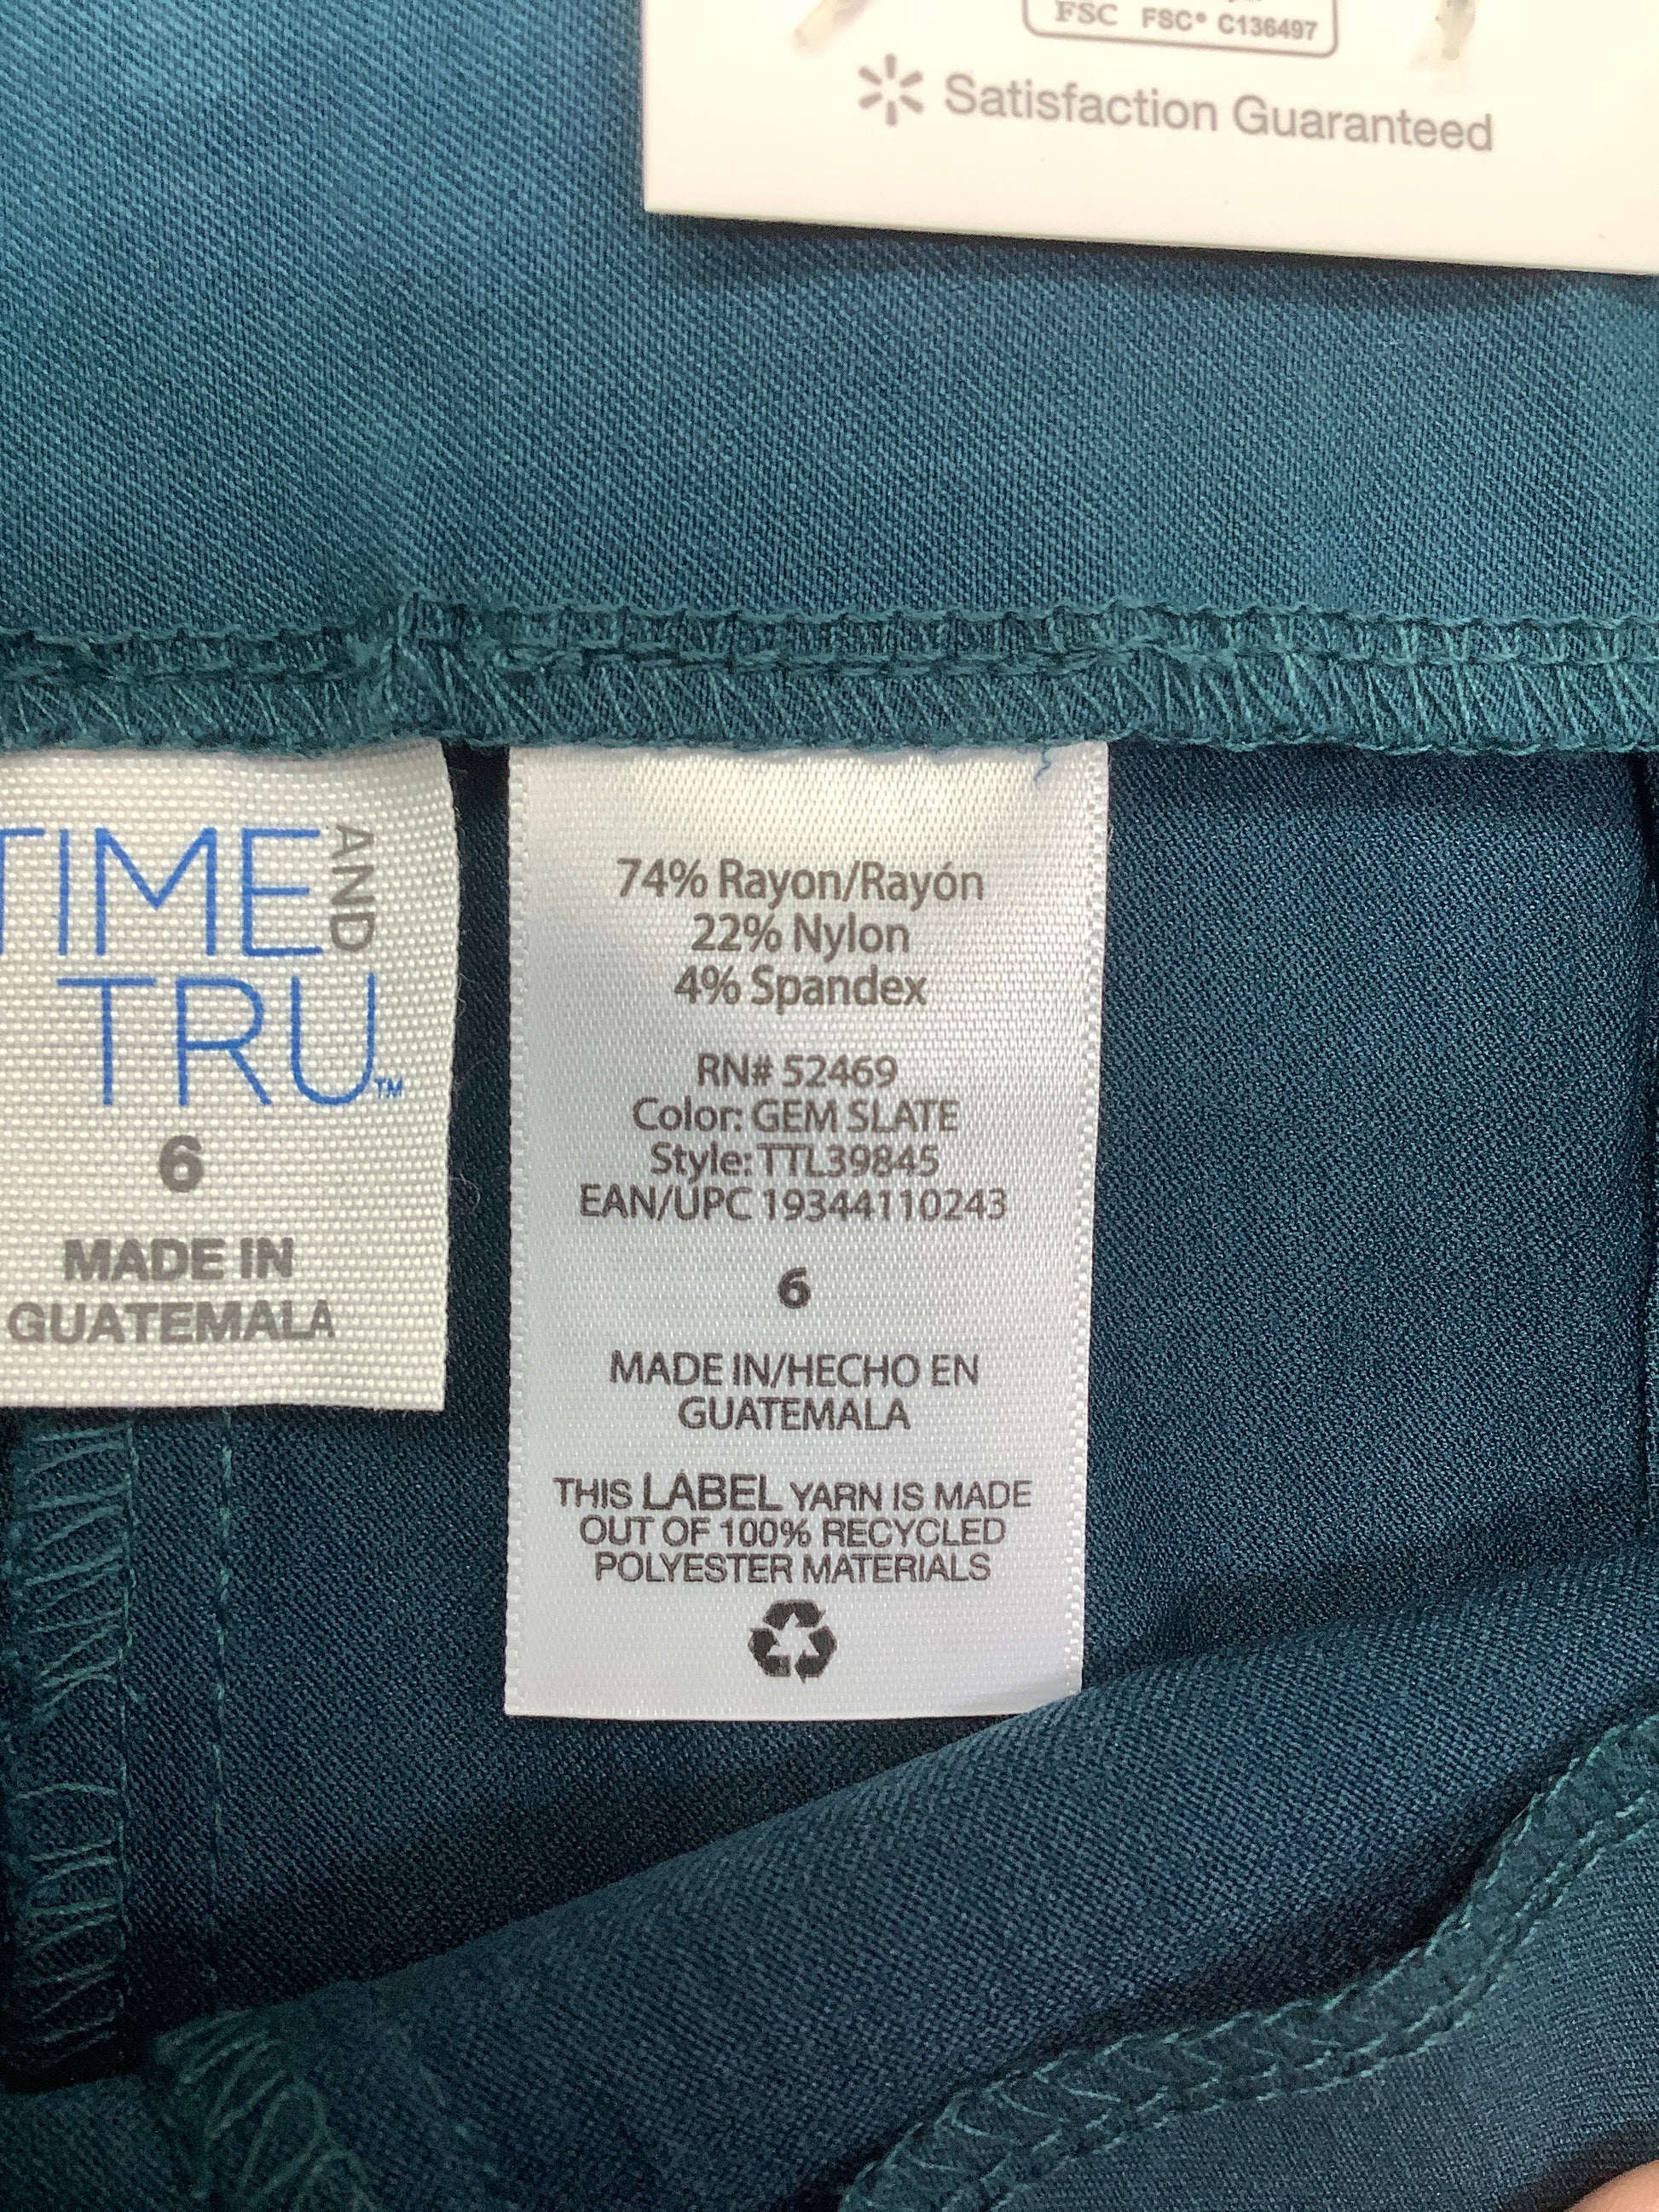 FSC FSC® C136497
Satisfaction Guaranteed
TIME AND
TRU™
6
MADE IN
GUATEMALA
74% Rayon/Rayón
22% Nylon
4% Spandex
RN# 52469
Color: GEM SLATE
Style: TTL39845
EAN/UPC 19344110243
6
MADE IN/HECHO EN
GUATEMALA
THIS LABEL YARN IS MADE
OUT OF 100% RECYCLED
POLYESTER MATERIALS